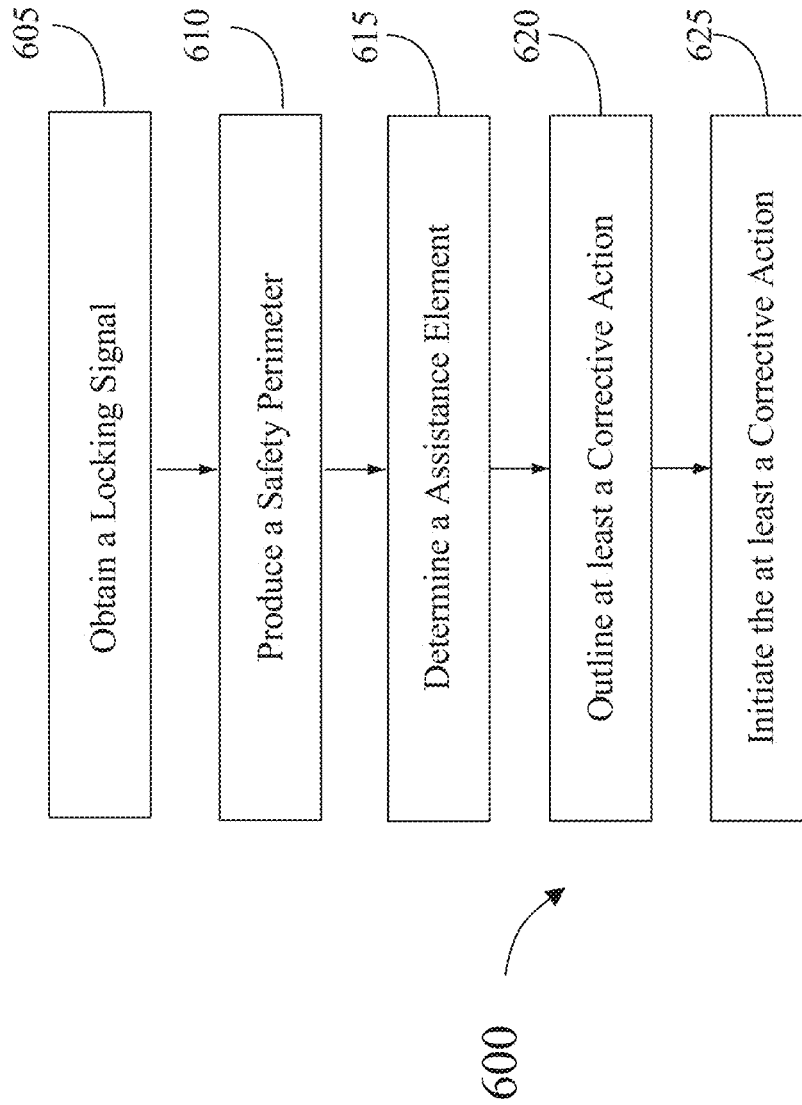 600
Obtain a Locking Signal
605
Produce a Safety Perimeter
610
Determine a Assistance Element
615
Outline at least a Corrective Action
620
Initiate the at least a Corrective Action
625